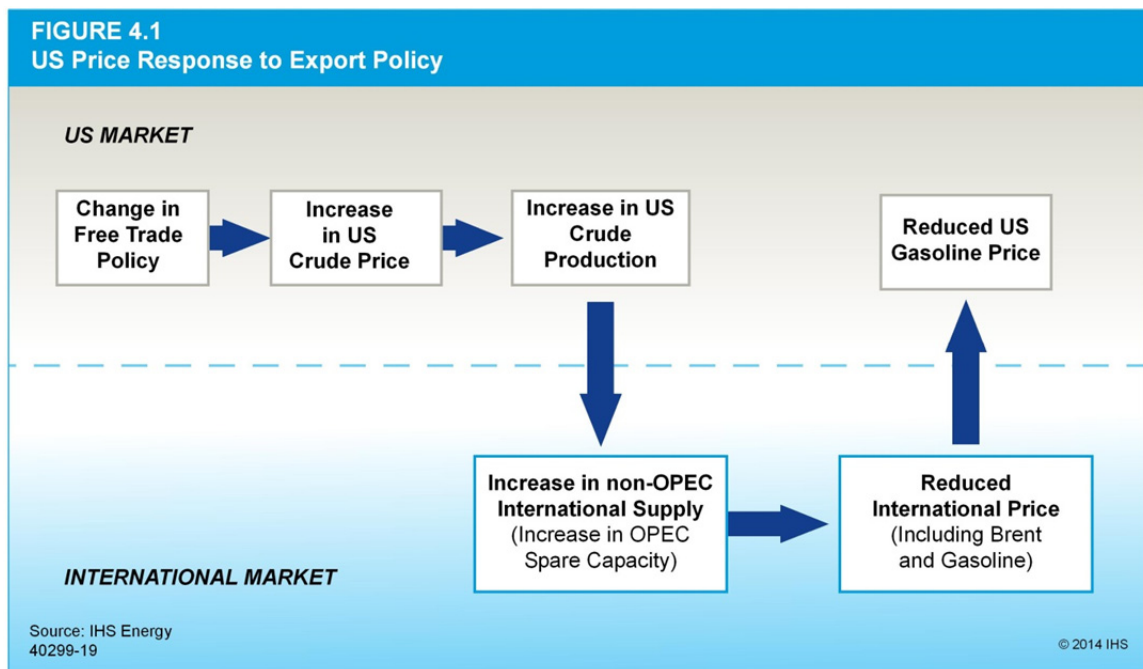 FIGURE 4.1
US Price Response to Export Policy
US MARKET
Change in
Free Trade
Policy
Increase
in US
Crude Price
Increase in US
Crude
Production
Reduced US
Gasoline Price
Increase in non-OPEC
International Supply
(Increase in OPEC
Spare Capacity)
Reduced
International Price
(Including Brent
and Gasoline)
INTERNATIONAL MARKET
Source: IHS Energy
40299-19
© 2014 IHS